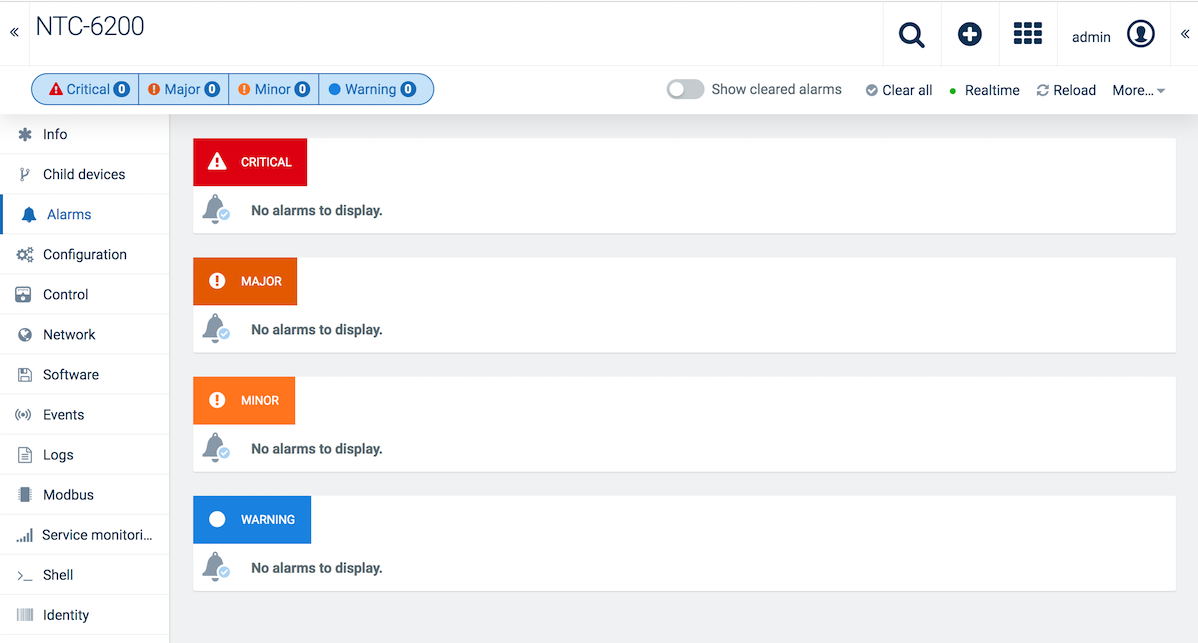 NTC-6200
admin
Critical 0 Major 0 Minor 0 Warning 0
Show cleared alarms Clear all Realtime Reload More...
Info
Child devices
Alarms
Configuration
Control
Network
Software
Events
Logs
Modbus
Service monitori...
Shell
Identity
CRITICAL
No alarms to display.
MAJOR
No alarms to display.
MINOR
No alarms to display.
WARNING
No alarms to display.